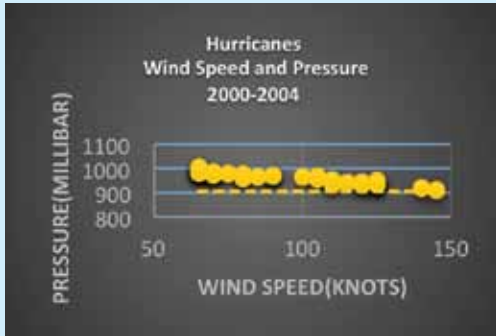 Hurricanes
Wind Speed and Pressure
2000-2004
PRESSURE(MILLIBAR)
1100
1000
900
800
50 100 150
WIND SPEED(KNOTS)